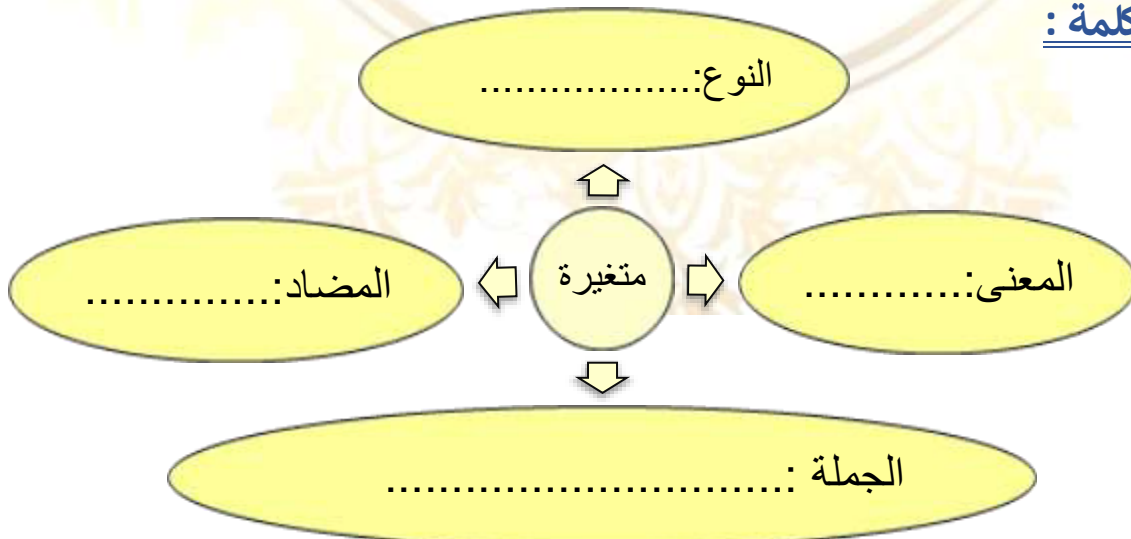 كلمة :
النوع:..................
المعنى:.............
متغيرة
المضاد:...............
الجملة :..............................